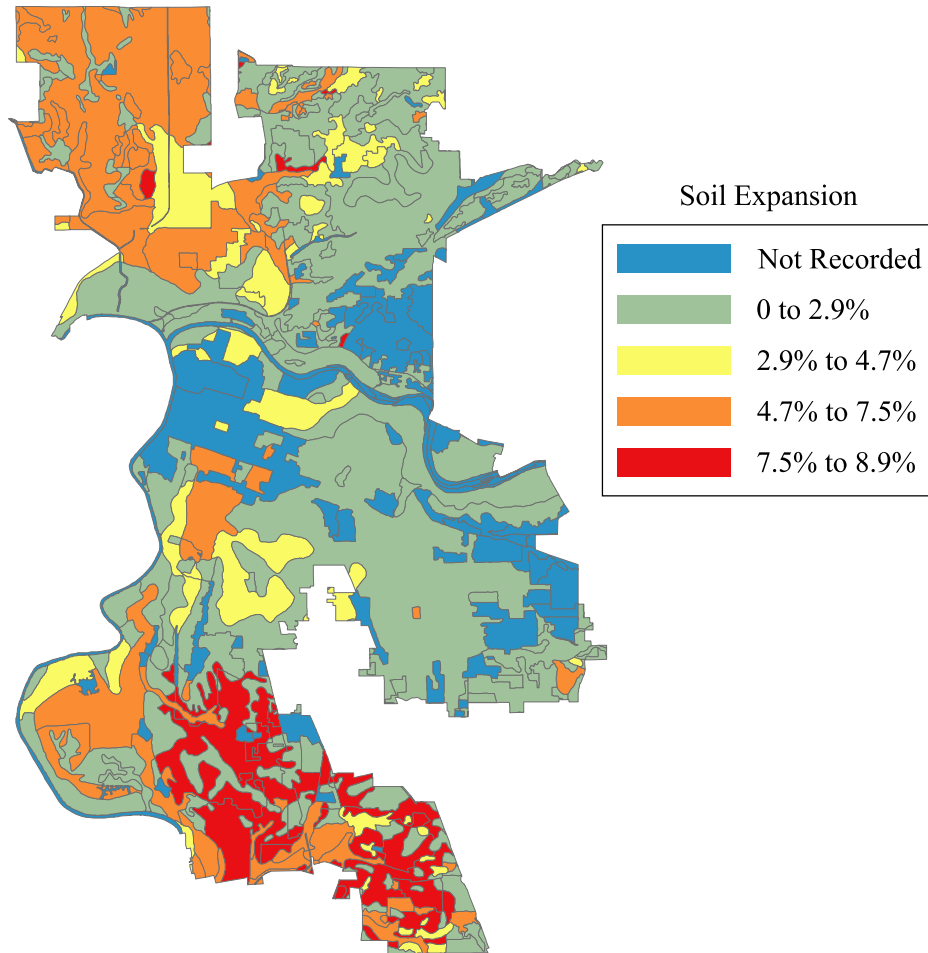 Soil Expansion
Not Recorded
0 to 2.9%
2.9% to 4.7%
4.7% to 7.5%
7.5% to 8.9%